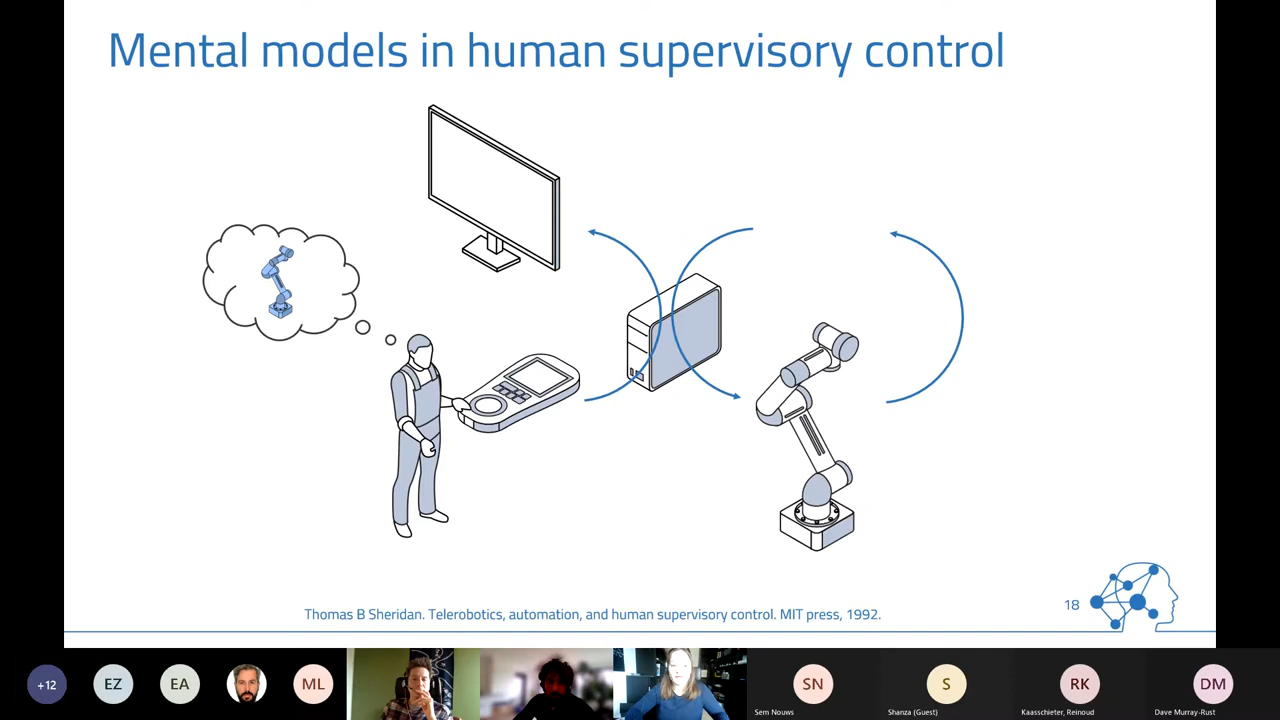 Mental models in human supervisory control
Thomas B Sheridan. Telerobotics, automation, and human supervisory control. MIT press, 1992.
18
+12
EZ
EA
ML
SN
Sem Nouws
S
Shanza (Guest)
RK
Kaasschieter, Reinoud
DM
Dave Murray-Rust